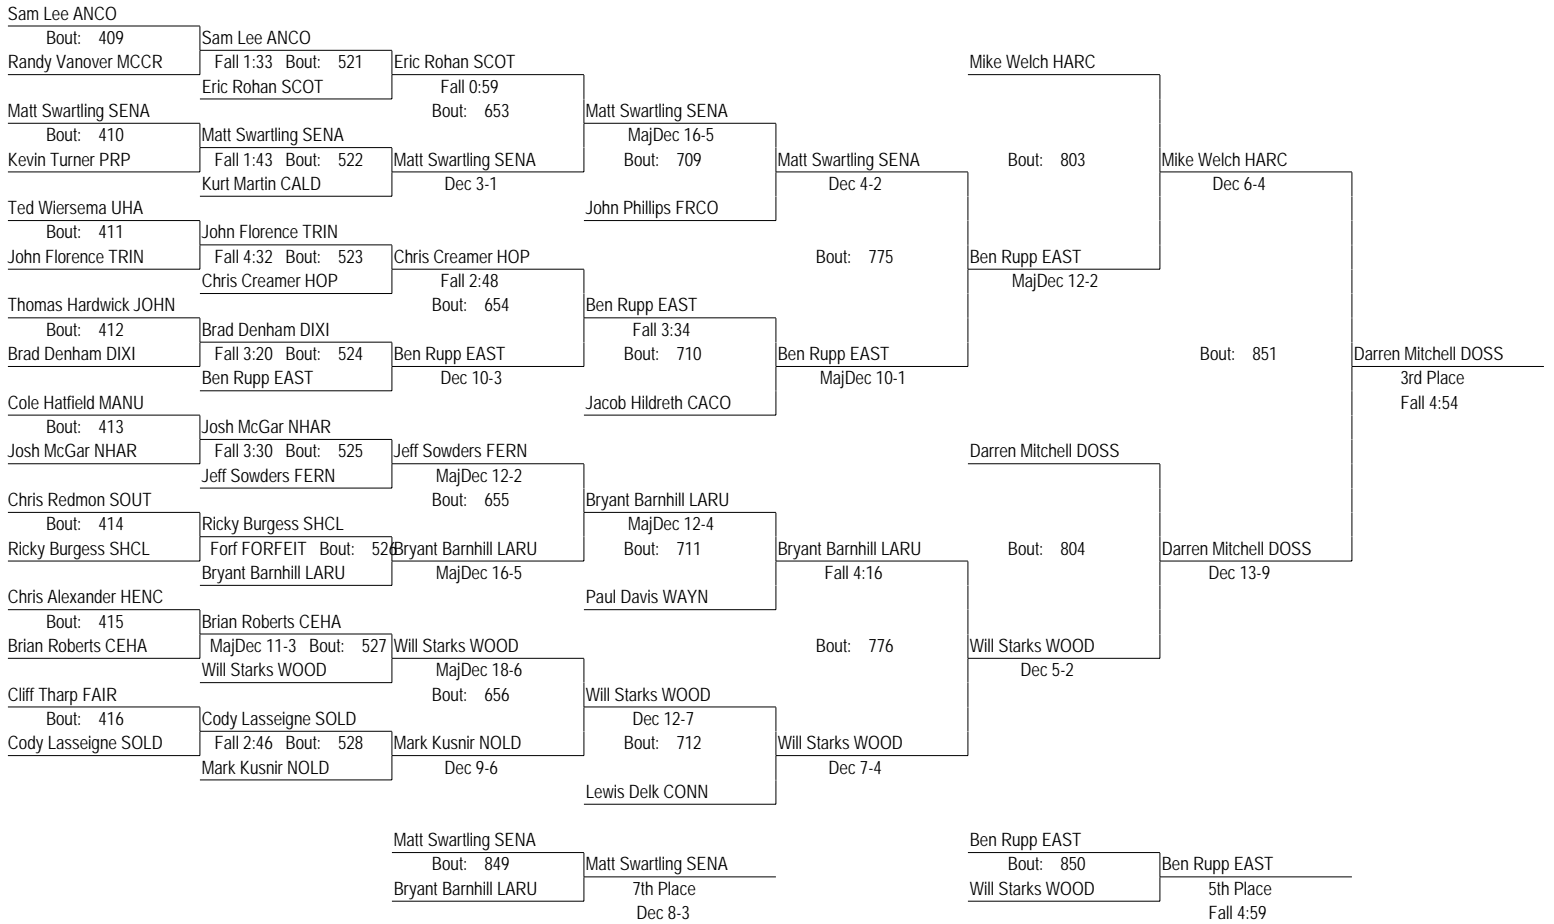 Sam Lee ANCO
Bout: 409
Randy Vanover MCCR
Matt Swartling SENA
Bout: 410
Kevin Turner PRP
Ted Wiersema UHA
Bout: 411
John Florence TRIN
Thomas Hardwick JOHN
Bout: 412
Brad Denham DIXI
Cole Hatfield MANU
Bout: 413
Josh McGar NHAR
Chris Redmon SOUT
Bout: 414
Ricky Burgess SHCL
Chris Alexander HENC
Bout: 415
Brian Roberts CEHA
Cliff Tharp FAIR
Bout: 416
Cody Lasseigne SOLD
Sam Lee ANCO
Fall 1:33 Bout: 521
Eric Rohan SCOT
Matt Swartling SENA
Fall 1:43 Bout: 522
Kurt Martin CALD
John Florence TRIN
Fall 4:32 Bout: 523
Chris Creamer HOP
Brad Denham DIXI
Fall 3:20 Bout: 524
Ben Rupp EAST
Josh McGar NHAR
Fall 3:30 Bout: 525
Jeff Sowders FERN
Ricky Burgess SHCL
Forf FORFEIT Bout: 526
Bryant Barnhill LARU
Brian Roberts CEHA
MajDec 11-3 Bout: 527
Will Starks WOOD
Cody Lasseigne SOLD
Fall 2:46 Bout: 528
Mark Kusnir NOLD
Eric Rohan SCOT
Fall 0:59
Bout: 653
Matt Swartling SENA
Dec 3-1
Chris Creamer HOP
Fall 2:48
Bout: 654
Ben Rupp EAST
Dec 10-3
Jeff Sowders FERN
MajDec 12-2
Bout: 655
Bryant Barnhill LARU
MajDec 16-5
Will Starks WOOD
MajDec 18-6
Bout: 656
Mark Kusnir NOLD
Dec 9-6
Matt Swartling SENA
MajDec 16-5
Bout: 709
John Phillips FRCO
Ben Rupp EAST
Fall 3:34
Bout: 710
Jacob Hildreth CACO
Bryant Barnhill LARU
MajDec 12-4
Bout: 711
Paul Davis WAYN
Will Starks WOOD
Dec 12-7
Bout: 712
Lewis Delk CONN
Matt Swartling SENA
Dec 4-2
Bout: 775
Ben Rupp EAST
MajDec 10-1
Bryant Barnhill LARU
Fall 4:16
Bout: 776
Will Starks WOOD
Dec 7-4
Mike Welch HARC
Bout: 803
Ben Rupp EAST
MajDec 12-2
Darren Mitchell DOSS
Bout: 804
Will Starks WOOD
Dec 5-2
Mike Welch HARC
Dec 6-4
Bout: 851
Darren Mitchell DOSS
Dec 13-9
Darren Mitchell DOSS
3rd Place
Fall 4:54
Matt Swartling SENA
Bout: 849
Bryant Barnhill LARU
Matt Swartling SENA
7th Place
Dec 8-3
Ben Rupp EAST
Bout: 850
Will Starks WOOD
Ben Rupp EAST
5th Place
Fall 4:59